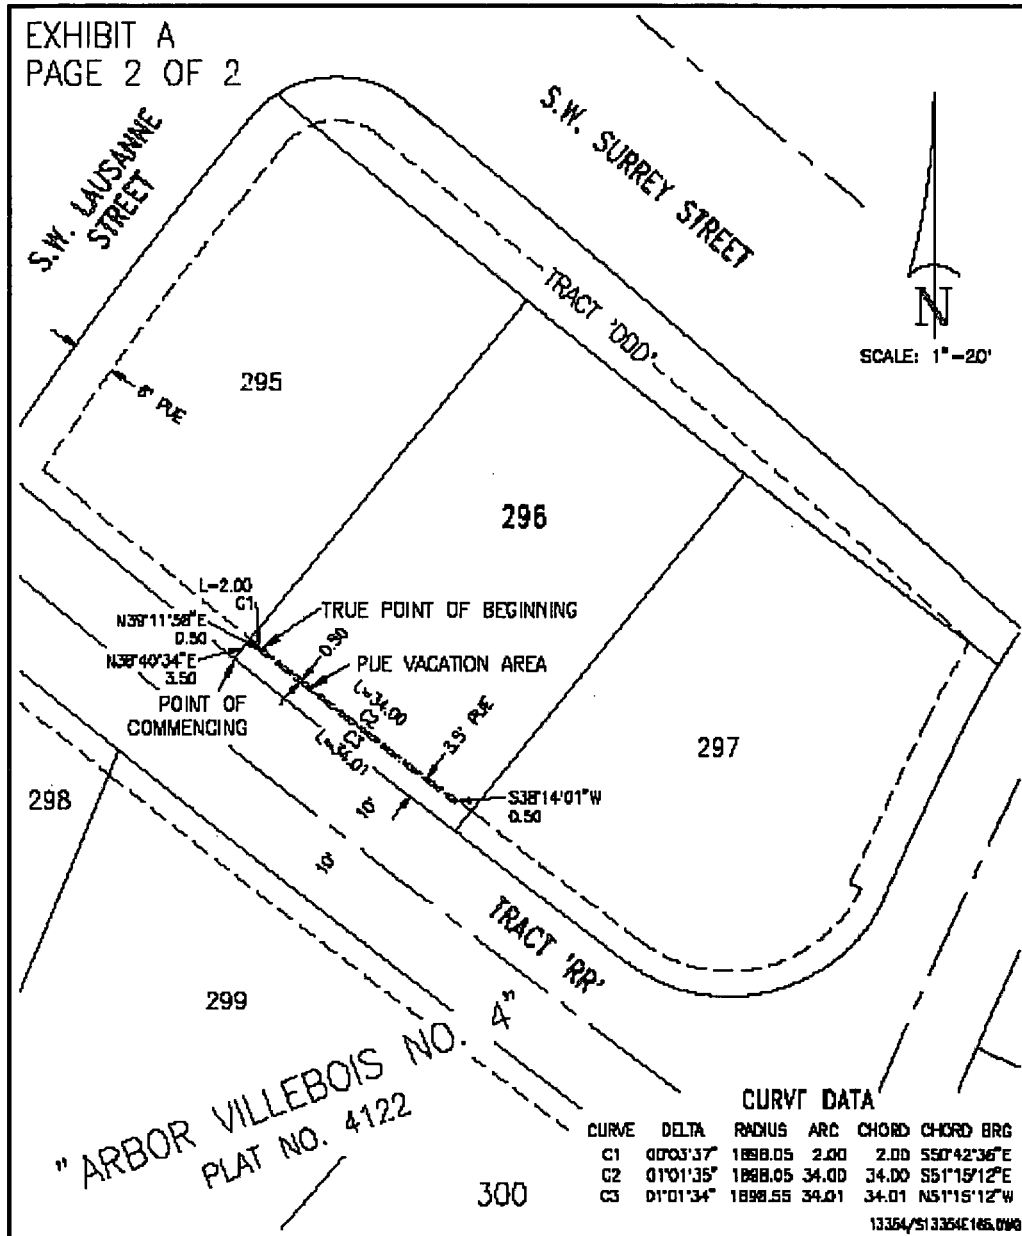 EXHIBIT A
PAGE 2 OF 2
S.W. LAUSANNE
STREET
S.W. SURREY STREET
TRACT 'DDD'
N
SCALE: 1"=20'
295
8' PUE
296
L=2.00
C1
N39°11'58"E
0.50
N38°40'34"E
3.50
TRUE POINT OF BEGINNING
0.50
PUE VACATION AREA
POINT OF
COMMENCING
L=34.00
C2
C3
L=34.01
3.5' PUE
297
S38°14'01"W
0.50
298
10'
10'
TRACT 'RR'
299
"ARBOR VILLEBOIS NO. 4"
PLAT NO. 4122
300
CURVE DATA
CURVE DELTA RADIUS ARC CHORD CHORD BRG
C1 00°03'37" 1898.05 2.00 2.00 S50°42'36"E
C2 01°01'35" 1898.05 34.00 34.00 S51°15'12"E
C3 01°01'34" 1898.55 34.01 34.01 N51°15'12"W